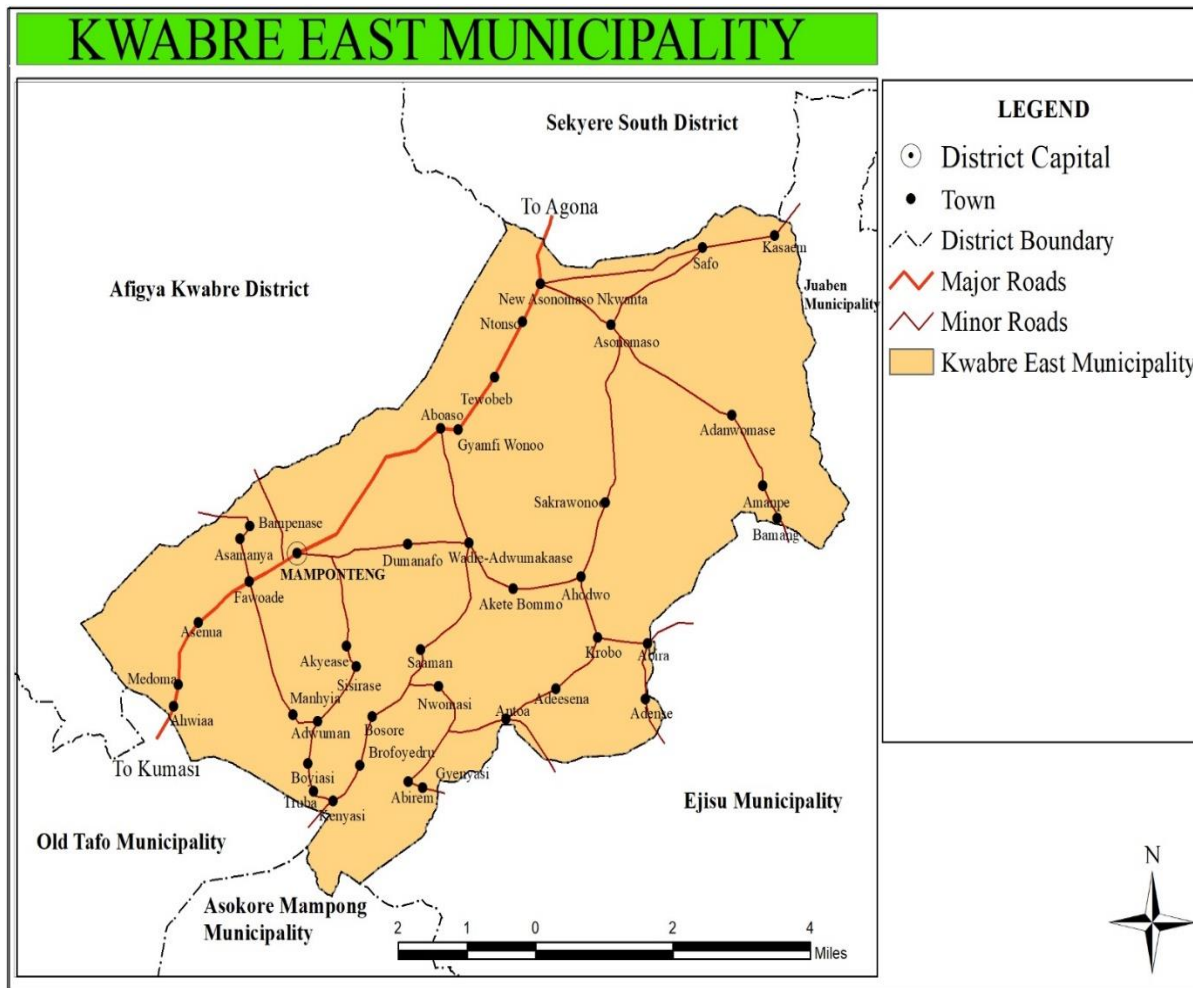 KWABRE EAST MUNICIPALITY
Sekyere South District
To Agona
Kasaem
Safo
Afigya Kwabre District
Juaben
Municipality
New Asonomaso Nkwanta
Ntonso
Asonomaso
Tewobeb
Aboaso
Gyamfi Wonoo
Adanwomase
Sakrawono
Amanpe
Bamang
Bampenase
Asamanya
Dumanafo
Wadie-Adwumakaase
MAMPONTENG
Fawoade
Akete Bommo
Ahodwo
Asenua
Krobo
Abira
Akyease
Saaman
Sisirase
Medoma
Nwomasi
Adeesena
Adense
Manhyia
Ahwiaa
Adwuman
Bosore
Antoa
Brofoyedru
To Kumasi
Boyiasi
Gyenyasi
Truba
Abirem
Kenyasi
Ejisu Municipality
Old Tafo Municipality
Asokore Mampong
Municipality
2 1 0 2 4
Miles
LEGEND
District Capital
Town
District Boundary
Major Roads
Minor Roads
Kwabre East Municipality
N